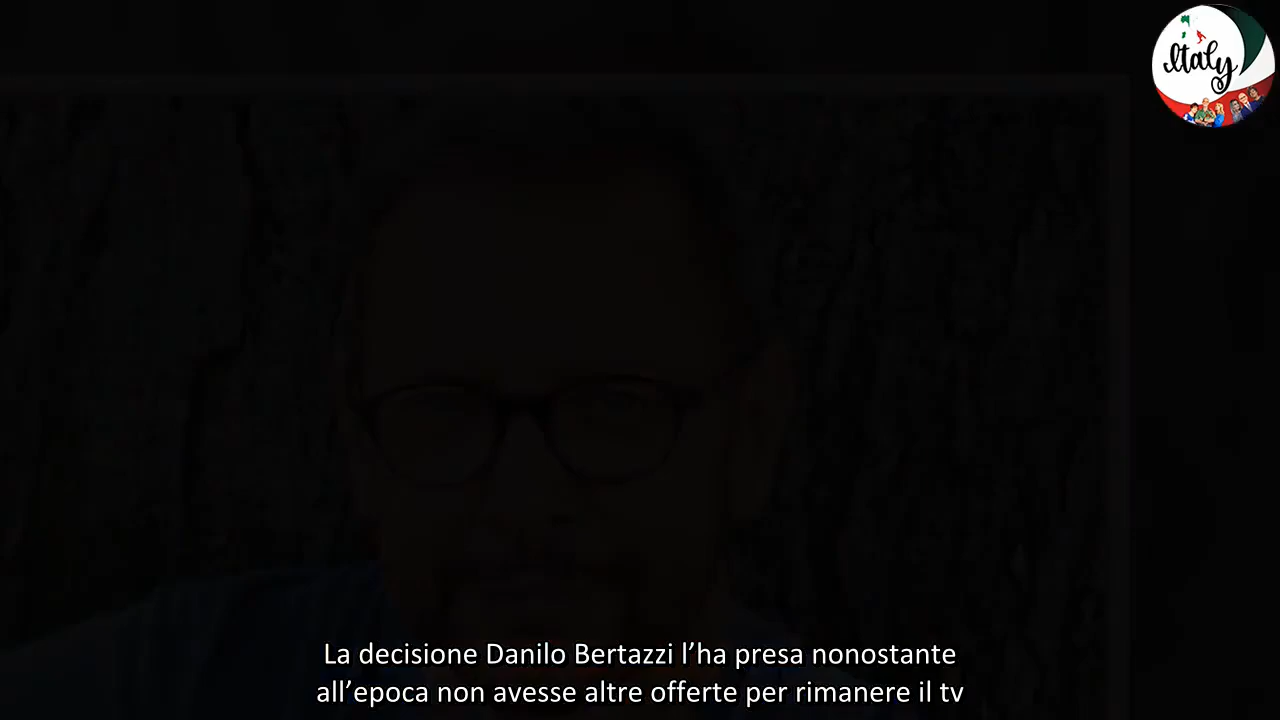 Italy
La decisione Danilo Bertazzi l’ha presa nonostante
all’epoca non avesse altre offerte per rimanere il tv